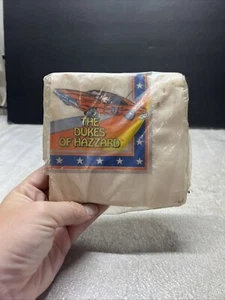 THE
DUKES
OF HAZZARD